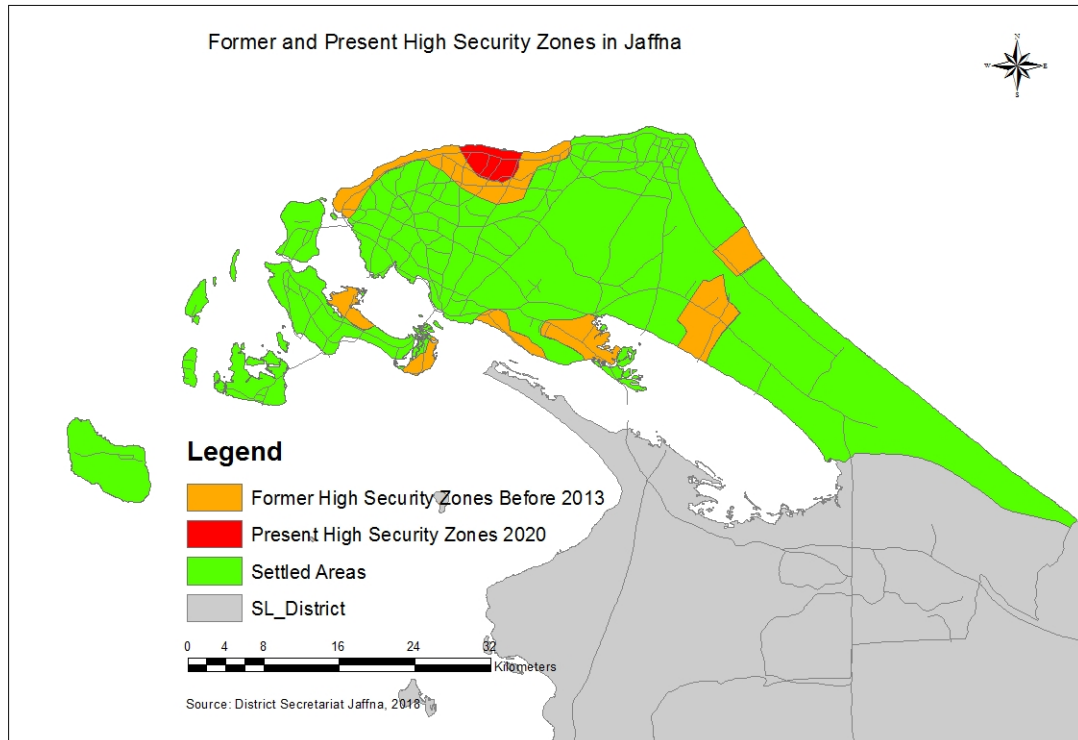 Former and Present High Security Zones in Jaffna
N
W E
S
Legend
Former High Security Zones Before 2013
Present High Security Zones 2020
Settled Areas
SL_District
0 4 8 16 24 32
Kilometers
Source: District Secretariat Jaffna, 2018